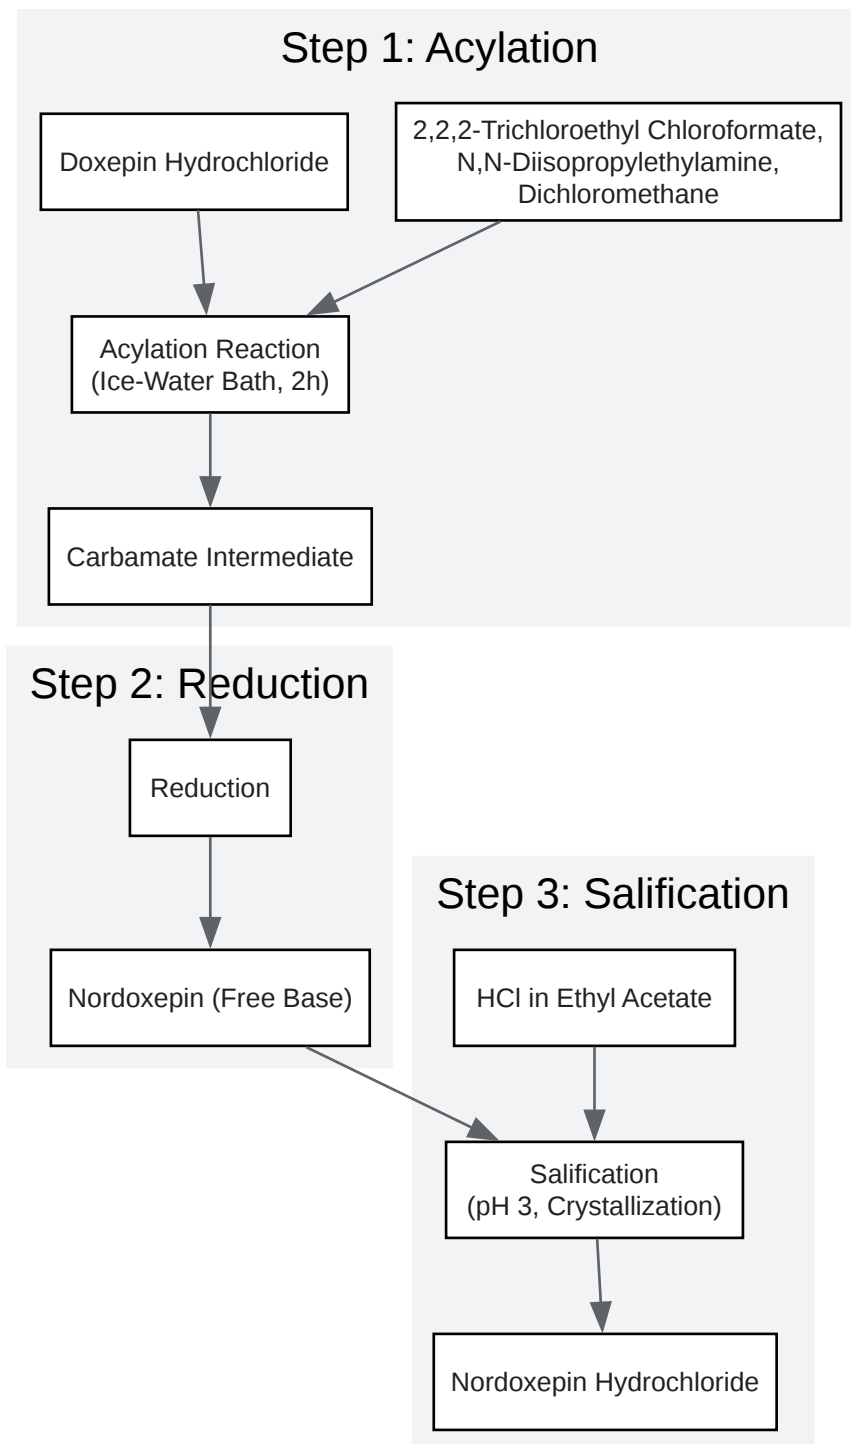 Step 1: Acylation
Doxepin Hydrochloride
2,2,2-Trichloroethyl Chloroformate,
N,N-Diisopropylethylamine,
Dichloromethane
Acylation Reaction
(Ice-Water Bath, 2h)
Carbamate Intermediate
Step 2: Reduction
Reduction
Nordoxepin (Free Base)
Step 3: Salification
HCl in Ethyl Acetate
Salification
(pH 3, Crystallization)
Nordoxepin Hydrochloride